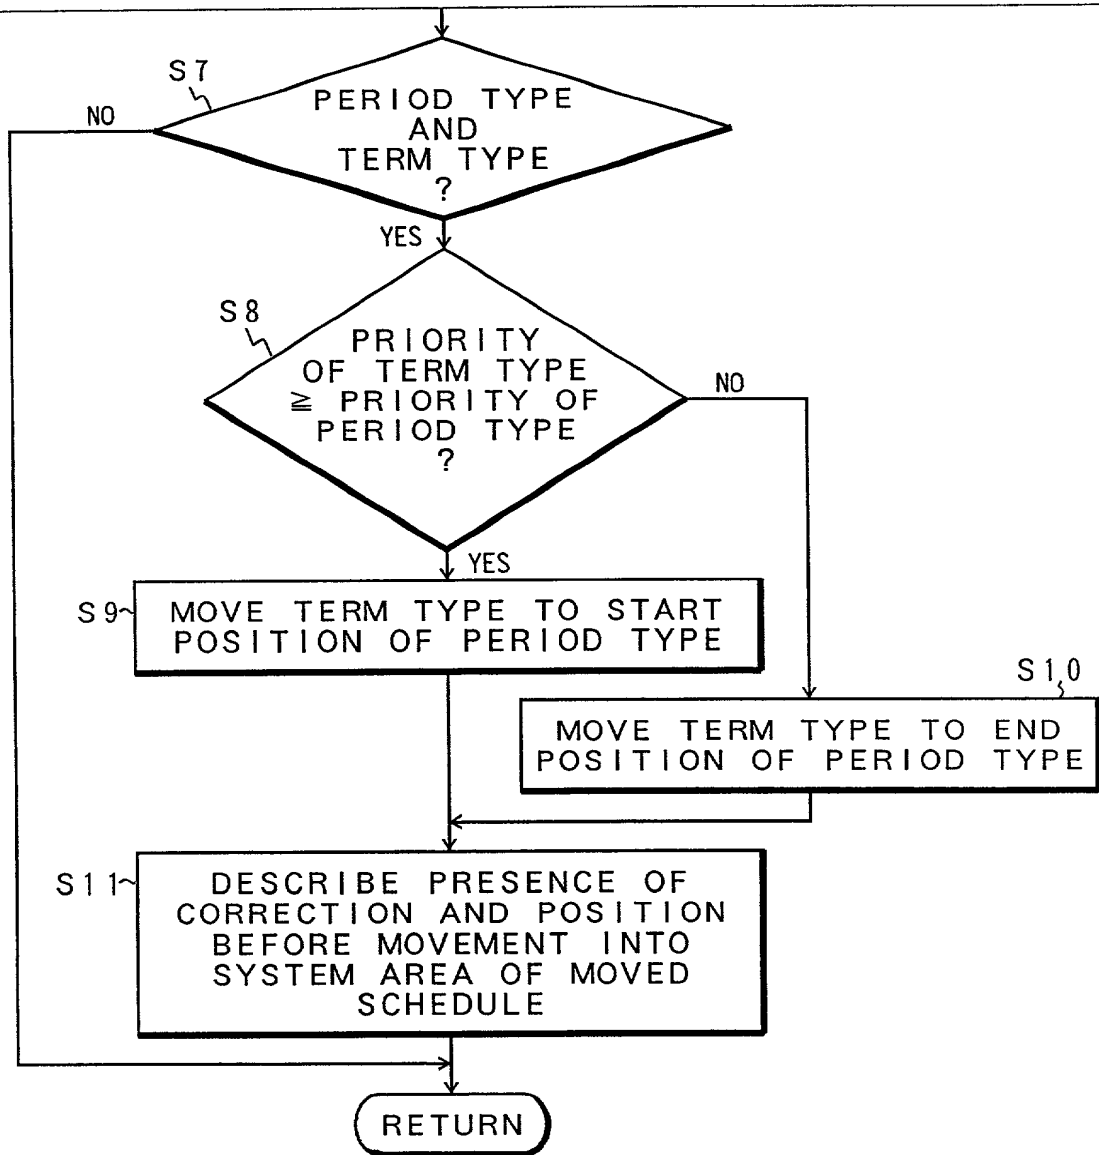 S7
PERIOD TYPE
AND
TERM TYPE
?
NO
YES
S8
PRIORITY
OF TERM TYPE
≧ PRIORITY OF
PERIOD TYPE
?
NO
YES
S9
MOVE TERM TYPE TO START
POSITION OF PERIOD TYPE
S10
MOVE TERM TYPE TO END
POSITION OF PERIOD TYPE
S11
DESCRIBE PRESENCE OF
CORRECTION AND POSITION
BEFORE MOVEMENT INTO
SYSTEM AREA OF MOVED
SCHEDULE
RETURN